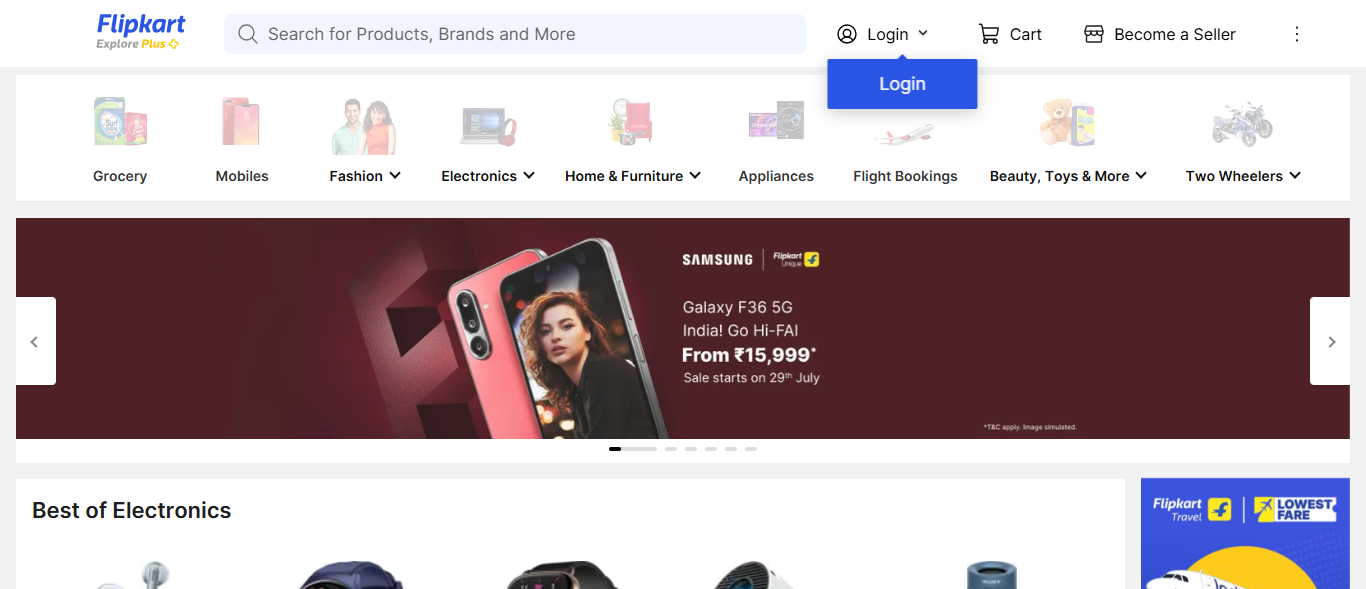 Flipkart
Explore Plus
Search for Products, Brands and More
Login
Cart
Become a Seller
Login
Grocery
Mobiles
Fashion
Electronics
Home & Furniture
Appliances
Flight Bookings
Beauty, Toys & More
Two Wheelers
SAMSUNG
Flipkart
Unique
Galaxy F36 5G
India! Go Hi-FAI
From ₹15,999*
Sale starts on 29th July
*T&C apply. Image simulated.
Best of Electronics
SONY
Flipkart
Travel
LOWEST
FARE